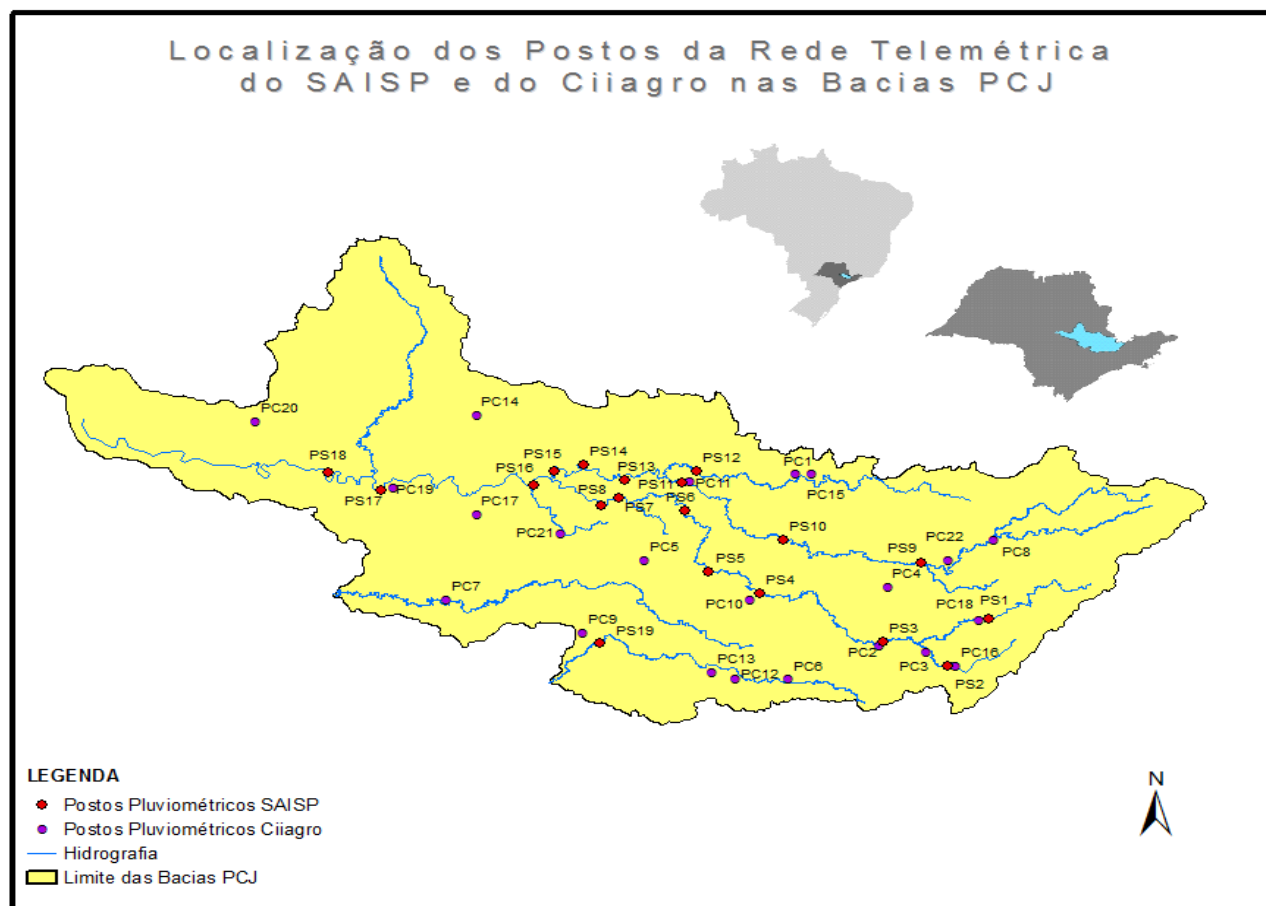 Localização dos Postos da Rede Telemétrica
do SAISP e do Ciiagro nas Bacias PCJ
PC20
PC14
PS18
PS15
PS14
PS16
PS13
PS12
PC1
PS17
PC19
PC17
PS8
PS11
PC11
PC15
PS7
PS6
PC21
PC5
PS10
PS9
PC22
PC8
PS5
PC4
PC7
PS4
PC10
PC18
PS1
PC9
PS19
PS3
PC2
PC3
PC16
PC13
PC12
PC6
PS2
LEGENDA
Postos Pluviométricos SAISP
Postos Pluviométricos Ciiagro
Hidrografia
Limite das Bacias PCJ
N